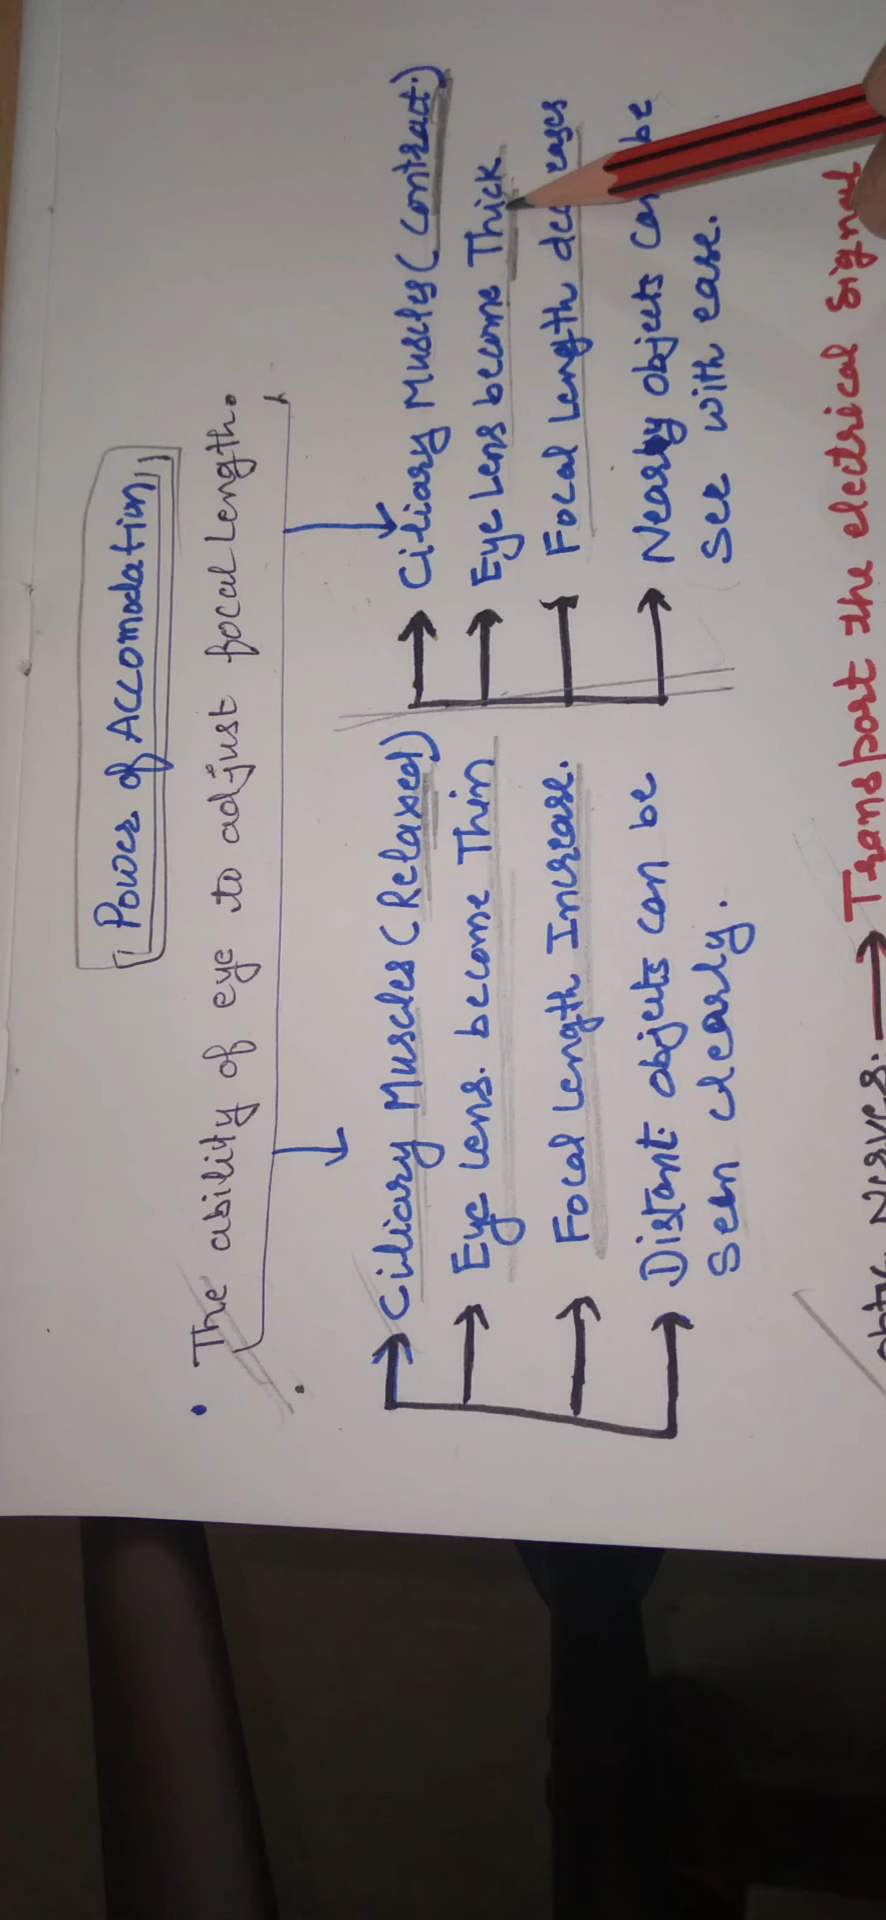 Power of Accomodation
• The ability of eye to adjust focal length.
Ciliary Muscles (Relaxed)
Eye lens. become Thin
Focal Length Increase.
Distant objects can be
seen clearly.
Ciliary Muscles (Contract.)
Eye Lens become Thick
Focal Length
Nearby objects be
see with ease.
Nerves. → Transport the electrical signal